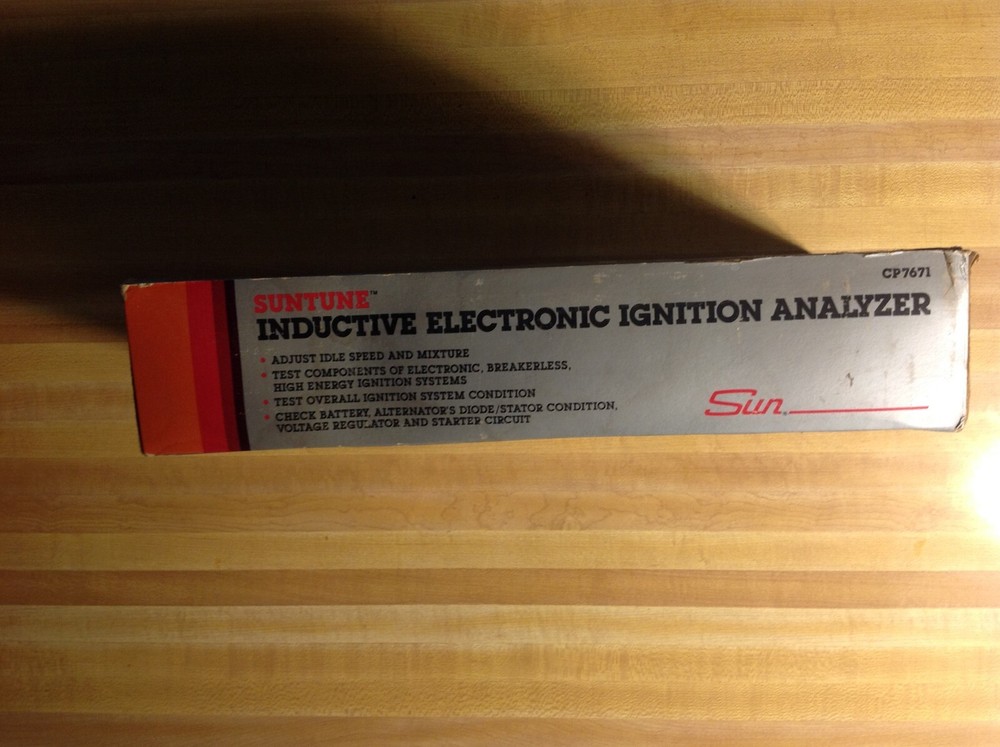 CP7671
SUNTUNE™
INDUCTIVE ELECTRONIC IGNITION ANALYZER
• ADJUST IDLE SPEED AND MIXTURE
• TEST COMPONENTS OF ELECTRONIC, BREAKERLESS,
HIGH ENERGY IGNITION SYSTEMS
• TEST OVERALL IGNITION SYSTEM CONDITION
• CHECK BATTERY, ALTERNATOR'S DIODE/STATOR CONDITION,
VOLTAGE REGULATOR AND STARTER CIRCUIT
Sun